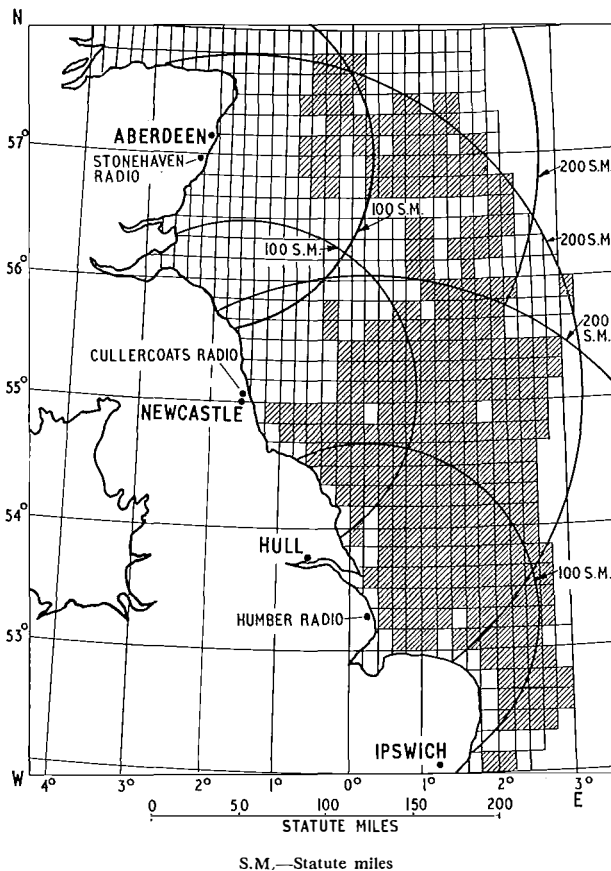 N
57°
ABERDEEN
STONEHAVEN
RADIO
200 S.M.
100 S.M.
200 S.M.
100 S.M.
56°
200
S.M.
CULLERCOATS RADIO
55°
NEWCASTLE
54°
HULL
100 S.M.
HUMBER RADIO
53°
IPSWICH
W
4°
3°
2°
1°
0°
1°
2°
3°
E
0
50
100
150
200
STATUTE MILES
S.M.—Statute miles